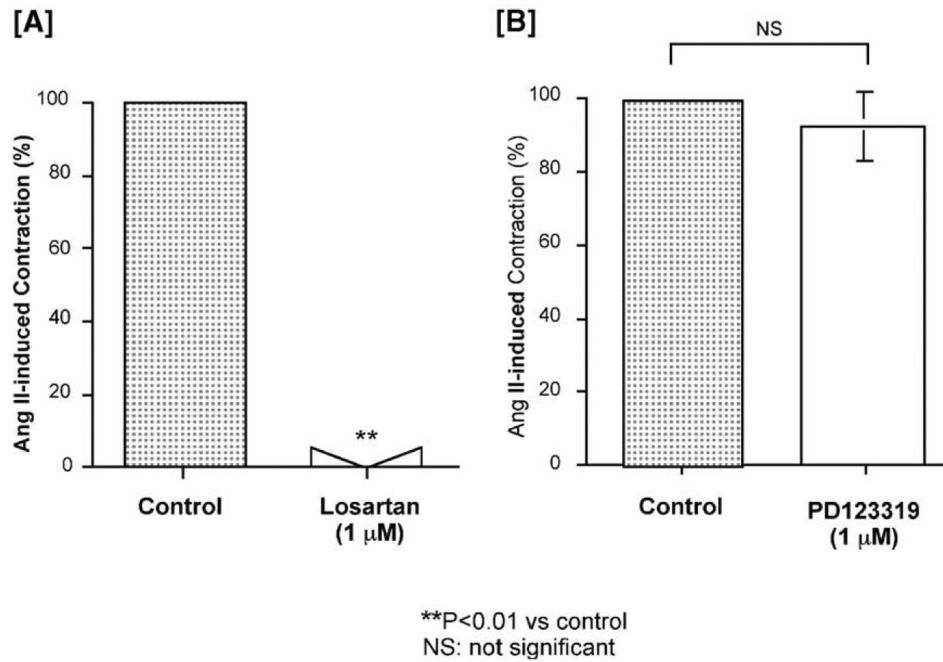 [A]
Ang II-induced Contraction (%)
100
80
60
40
20
0
**
Control
Losartan
(1 μM)
[B]
NS
Ang II-induced Contraction (%)
100
80
60
40
20
0
Control
PD123319
(1 μM)
**P<0.01 vs control
NS: not significant